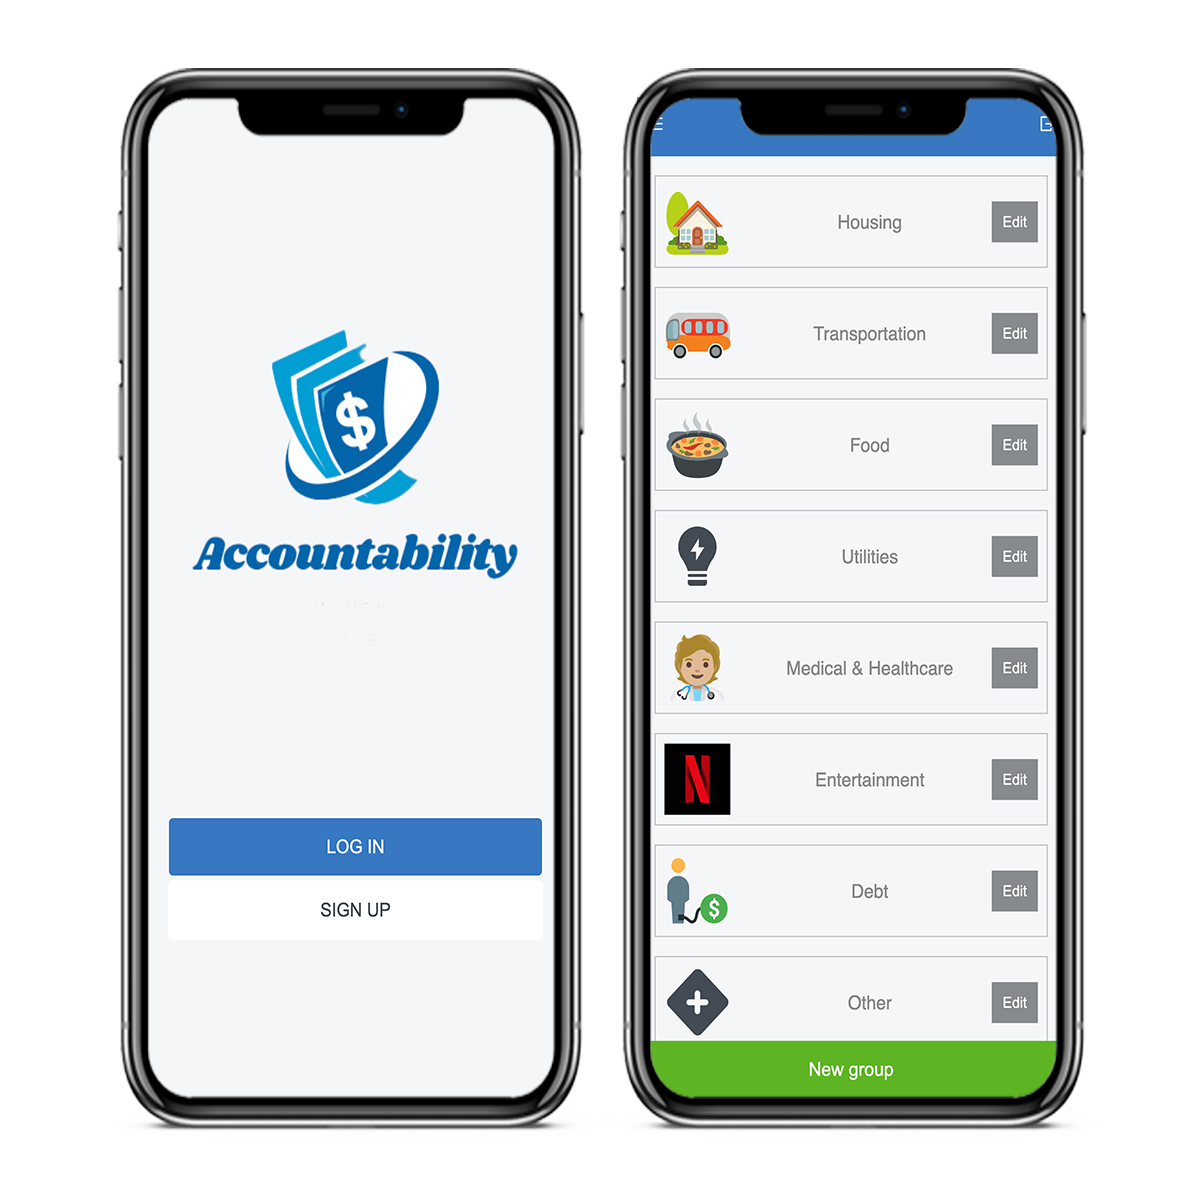 $
Accountability
LOG IN
SIGN UP
Housing
Edit
Transportation
Edit
Food
Edit
Utilities
Edit
Medical & Healthcare
Edit
N
Entertainment
Edit
$
Debt
Edit
Other
Edit
New group